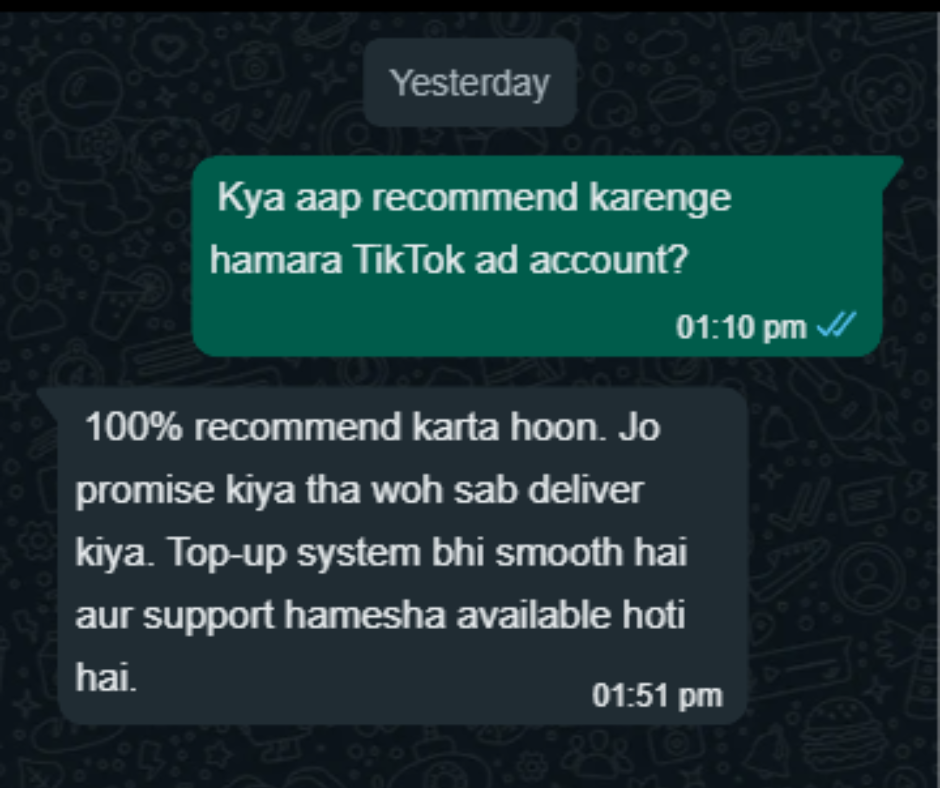 Yesterday
Kya aap recommend karenge
hamara TikTok ad account?
01:10 pm
100% recommend karta hoon. Jo
promise kiya tha woh sab deliver
kiya. Top-up system bhi smooth hai
aur support hamesha available hoti
hai.
01:51 pm